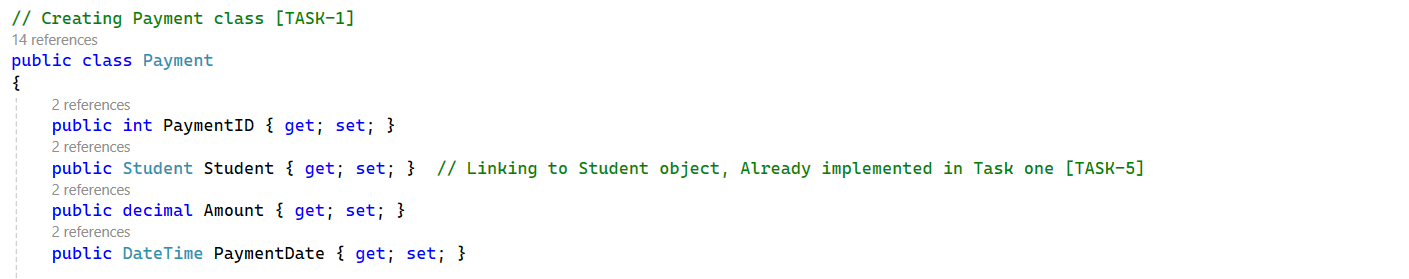 // Creating Payment class [TASK-1]
14 references
public class Payment
{
2 references
public int PaymentID { get; set; }
2 references
public Student Student { get; set; }  // Linking to Student object, Already implemented in Task one [TASK-5]
2 references
public decimal Amount { get; set; }
2 references
public DateTime PaymentDate { get; set; }